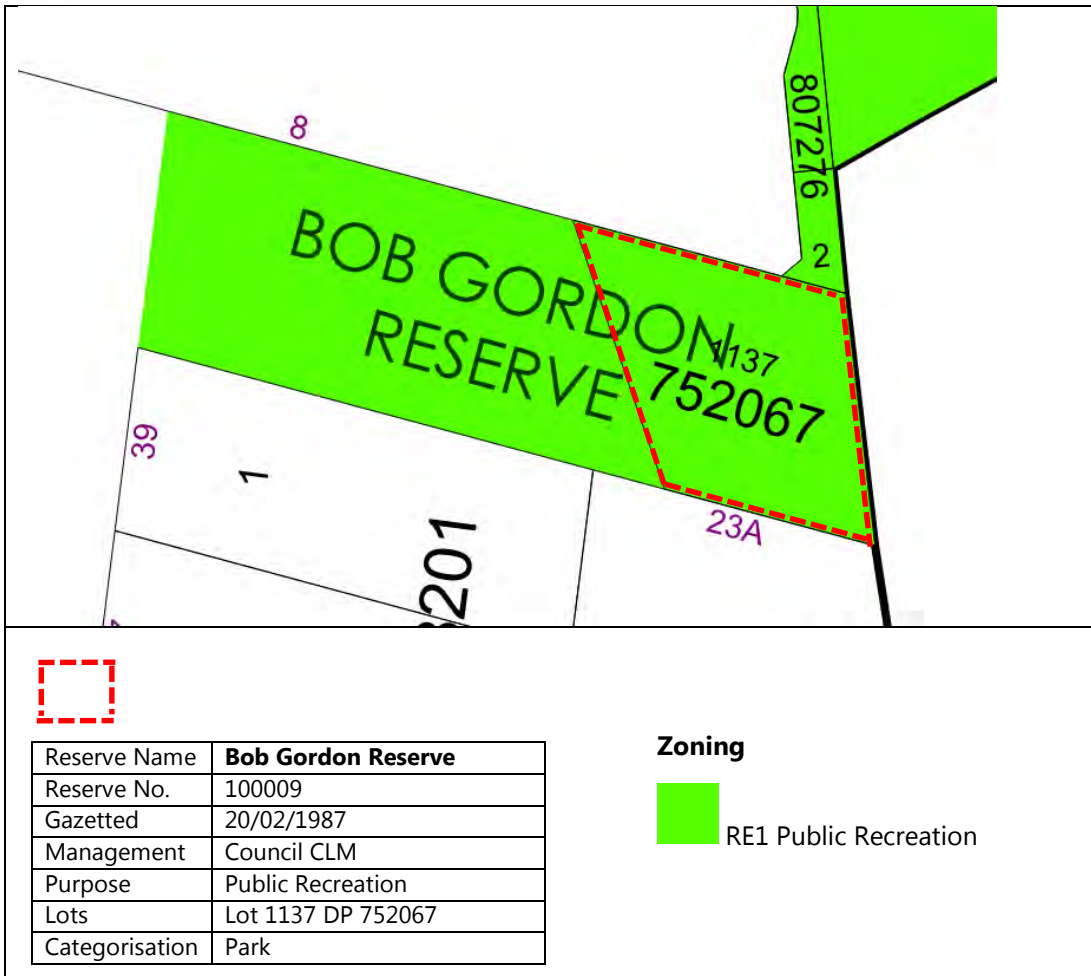 8
807276
2
BOB GORDON
RESERVE
1137
752067
39
1
23A
Reserve Name Bob Gordon Reserve
Reserve No. 100009
Gazetted 20/02/1987
Management Council CLM
Purpose Public Recreation
Lots Lot 1137 DP 752067
Categorisation Park
Zoning
RE1 Public Recreation